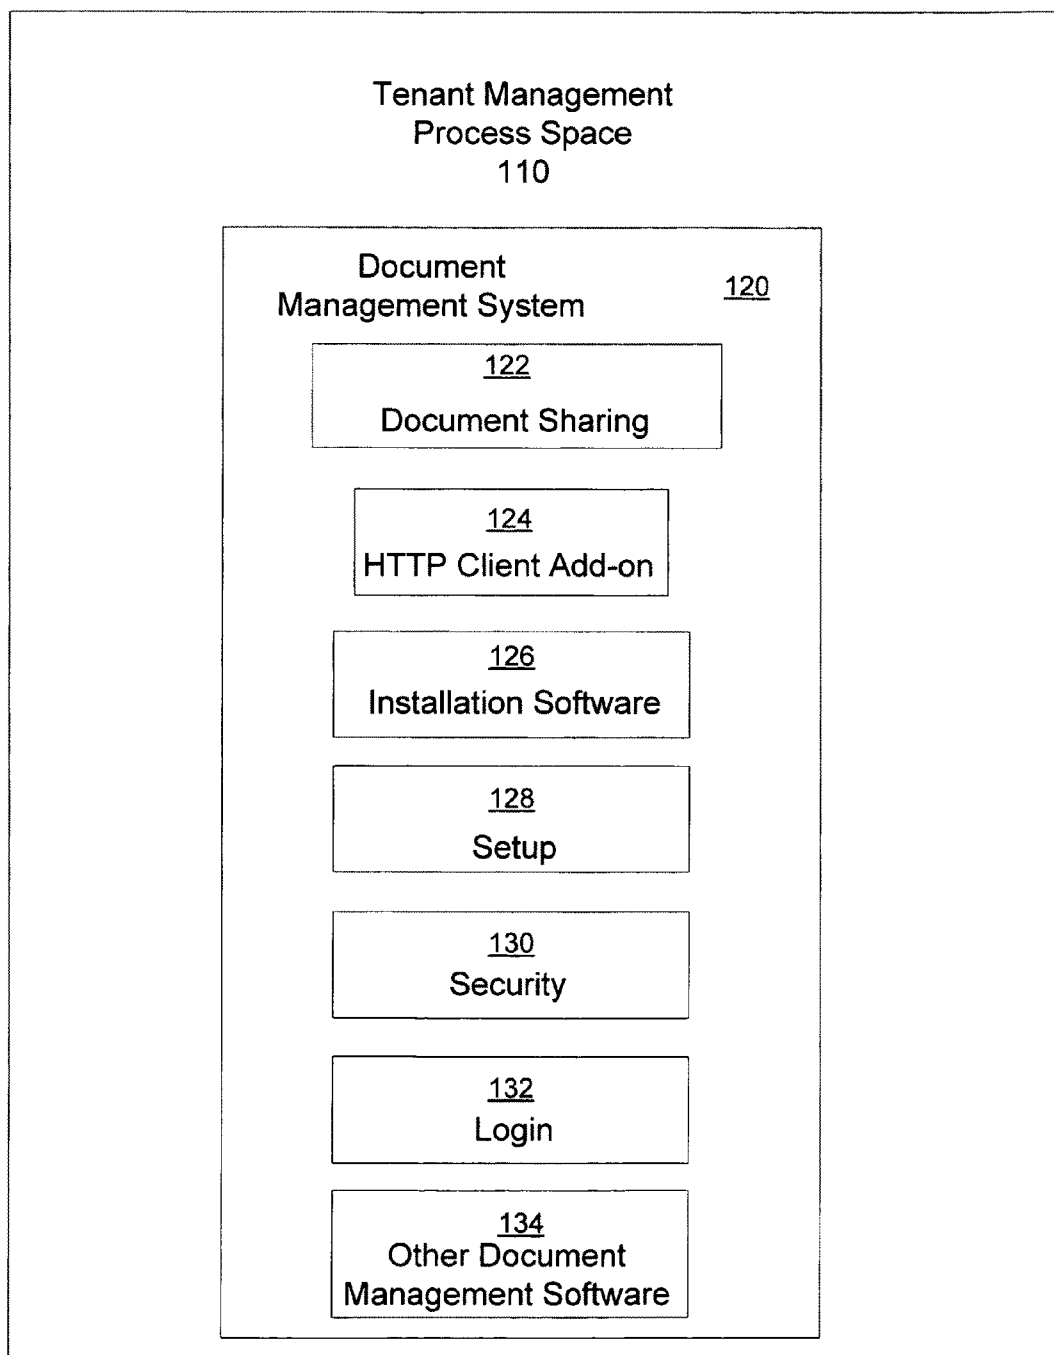 Tenant Management
Process Space
110
Document
Management System
120
122
Document Sharing
124
HTTP Client Add-on
126
Installation Software
128
Setup
130
Security
132
Login
134
Other Document
Management Software